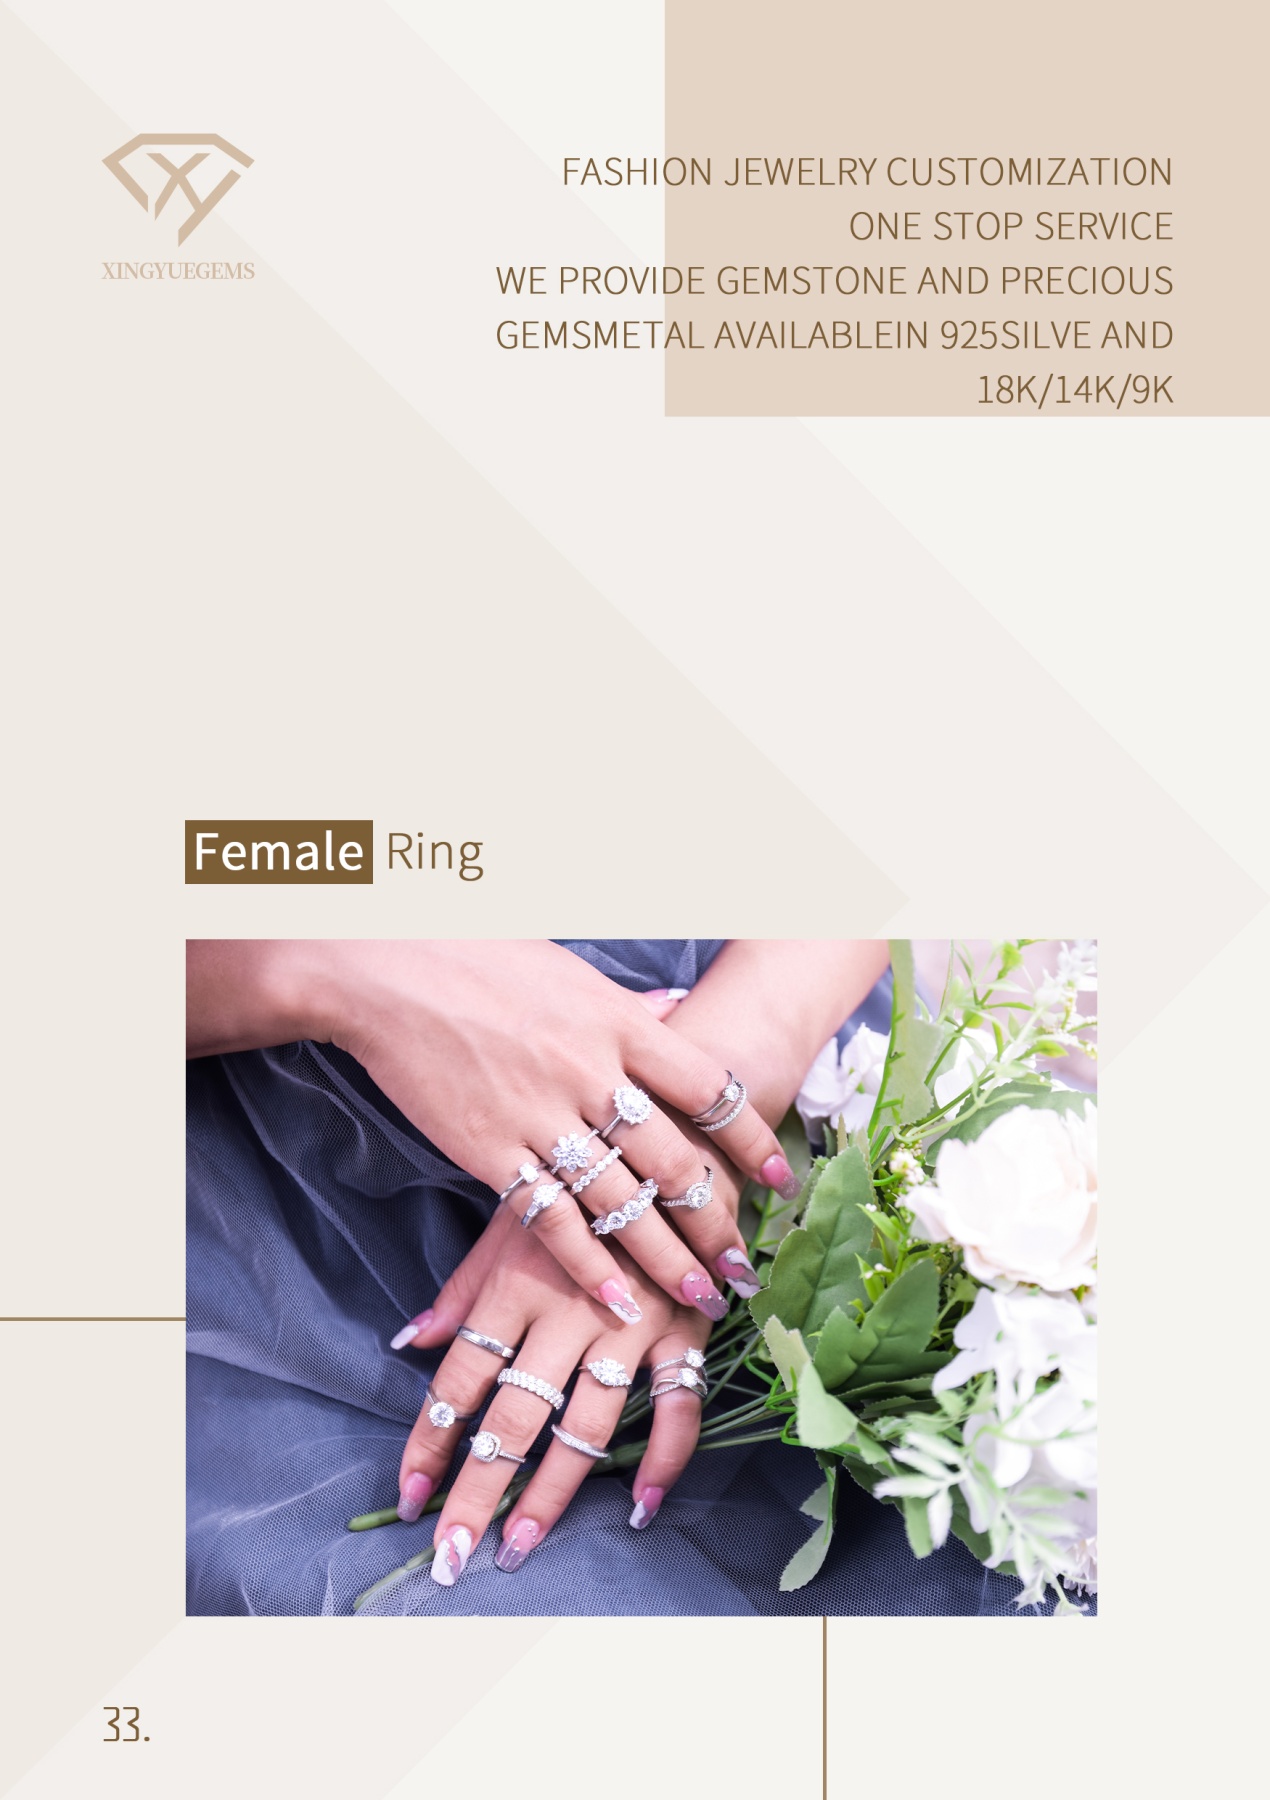 XINGYUEGEMS
FASHION JEWELRY CUSTOMIZATION
ONE STOP SERVICE
WE PROVIDE GEMSTONE AND PRECIOUS
GEMSMETAL AVAILABLEIN 925SILVE AND
18K/14K/9K
Female Ring
33.